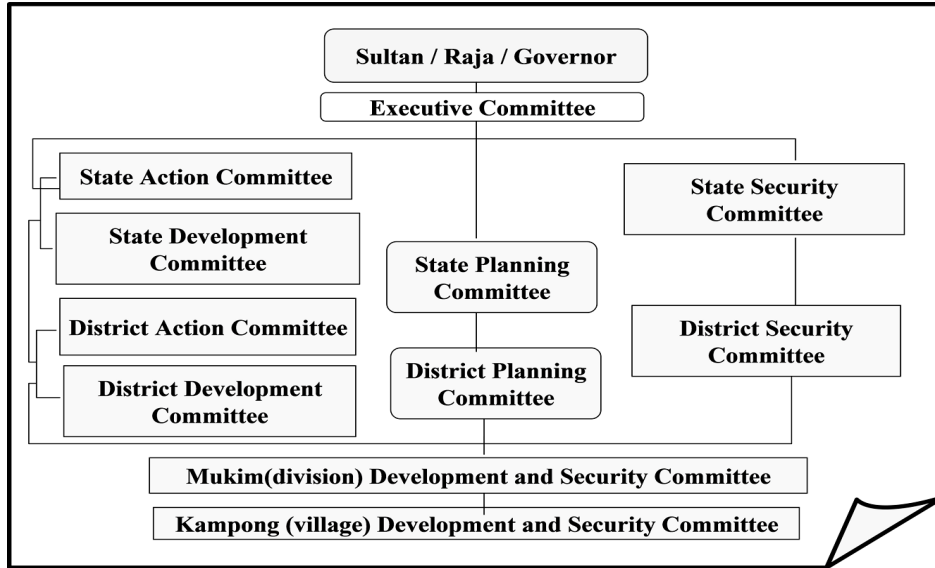 Sultan / Raja / Governor
Executive Committee
State Action Committee
State Development
Committee
District Action Committee
District Development
Committee
State Planning
Committee
District Planning
Committee
State Security
Committee
District Security
Committee
Mukim(division) Development and Security Committee
Kampong (village) Development and Security Committee